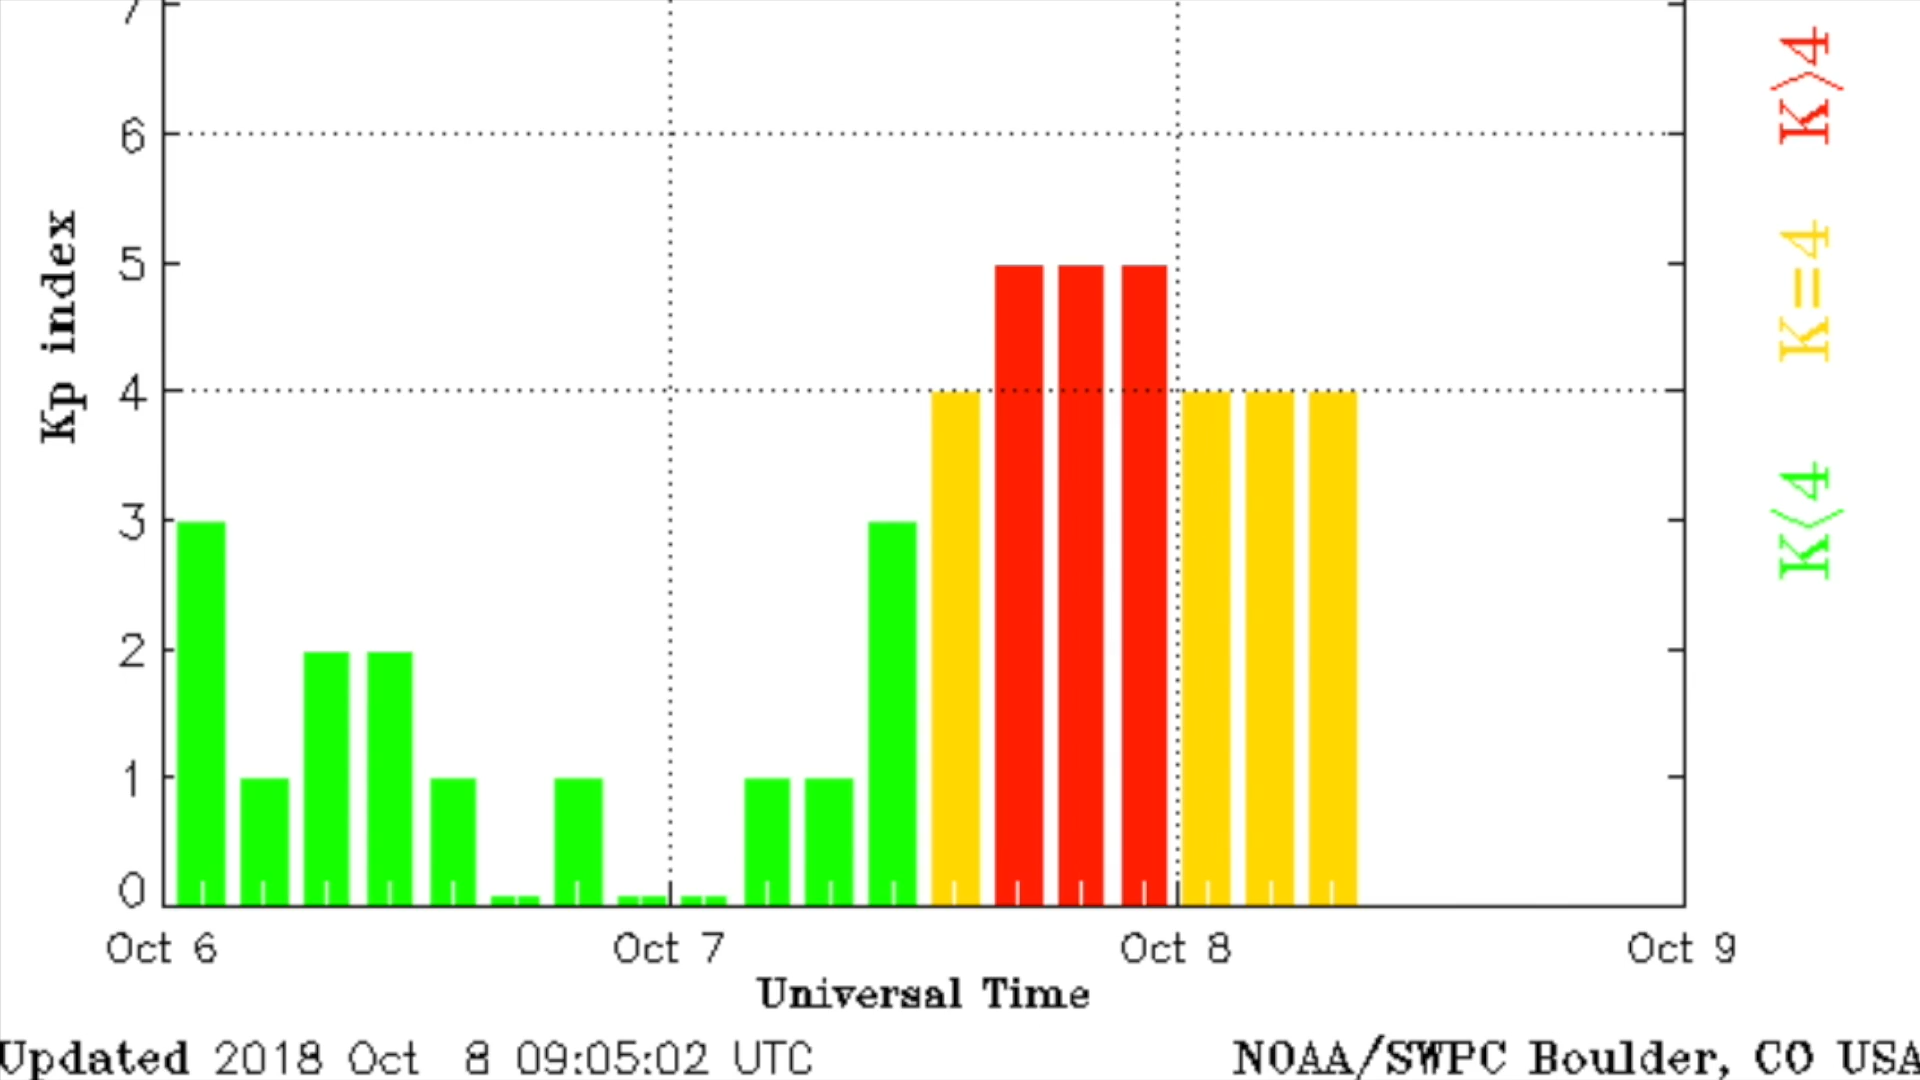 7
6
5
4
3
2
1
0
Kp index
K>4
K=4
K<4
Oct 6
Oct 7
Oct 8
Oct 9
Universal Time
Updated 2018 Oct 8 09:05:02 UTC
NOAA/SWPC Boulder, CO USA